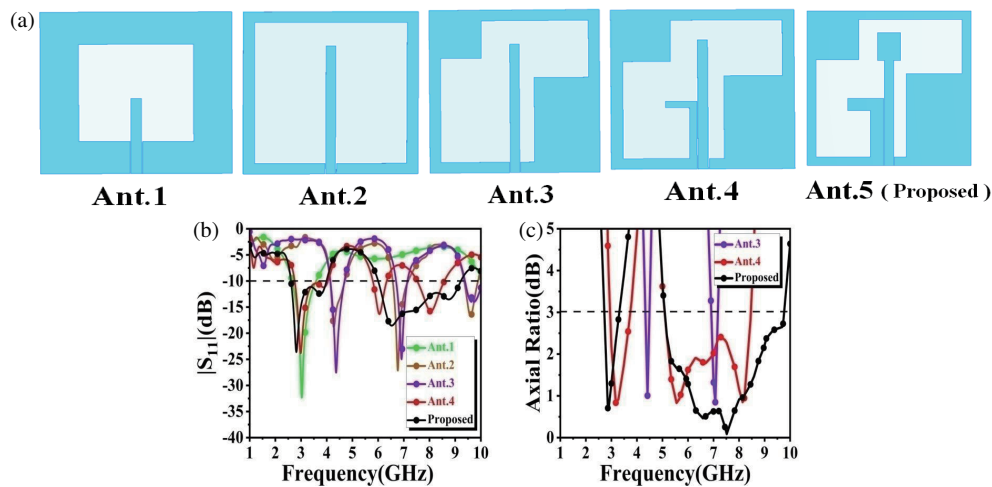 (a)
Ant.1
Ant.2
Ant.3
Ant.4
Ant.5 ( Proposed )
(b)
|S11|(dB)
0
-5
-10
-15
-20
-25
-30
-35
-40
Ant.1
Ant.2
Ant.3
Ant.4
Proposed
1 2 3 4 5 6 7 8 9 10
Frequency(GHz)
(c)
Axial Ratio(dB)
5
4
3
2
1
0
Ant.3
Ant.4
Proposed
1 2 3 4 5 6 7 8 9 10
Frequency(GHz)